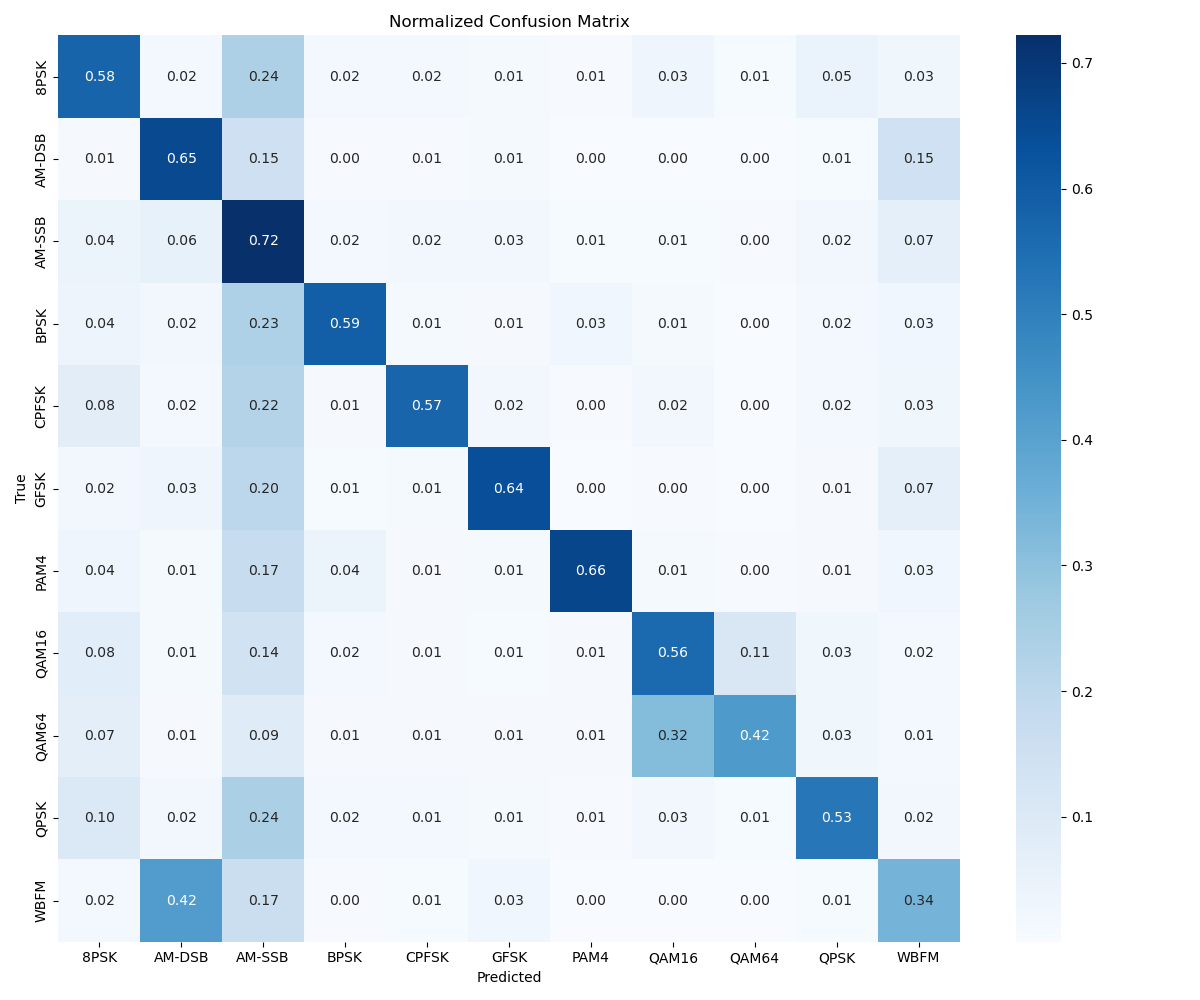 Normalized Confusion Matrix
True
8PSK 0.58 0.02 0.24 0.02 0.02 0.01 0.01 0.03 0.01 0.05 0.03
AM-DSB 0.01 0.65 0.15 0.00 0.01 0.01 0.00 0.00 0.00 0.01 0.15
AM-SSB 0.04 0.06 0.72 0.02 0.02 0.03 0.01 0.01 0.00 0.02 0.07
BPSK 0.04 0.02 0.23 0.59 0.01 0.01 0.03 0.01 0.00 0.02 0.03
CPFSK 0.08 0.02 0.22 0.01 0.57 0.02 0.00 0.02 0.00 0.02 0.03
GFSK 0.02 0.03 0.20 0.01 0.01 0.64 0.00 0.00 0.00 0.01 0.07
PAM4 0.04 0.01 0.17 0.04 0.01 0.01 0.66 0.01 0.00 0.01 0.03
QAM16 0.08 0.01 0.14 0.02 0.01 0.01 0.01 0.56 0.11 0.03 0.02
QAM64 0.07 0.01 0.09 0.01 0.01 0.01 0.01 0.32 0.42 0.03 0.01
QPSK 0.10 0.02 0.24 0.02 0.01 0.01 0.01 0.03 0.01 0.53 0.02
WBFM 0.02 0.42 0.17 0.00 0.01 0.03 0.00 0.00 0.00 0.01 0.34
8PSK AM-DSB AM-SSB BPSK CPFSK GFSK PAM4 QAM16 QAM64 QPSK WBFM
Predicted
0.7
0.6
0.5
0.4
0.3
0.2
0.1